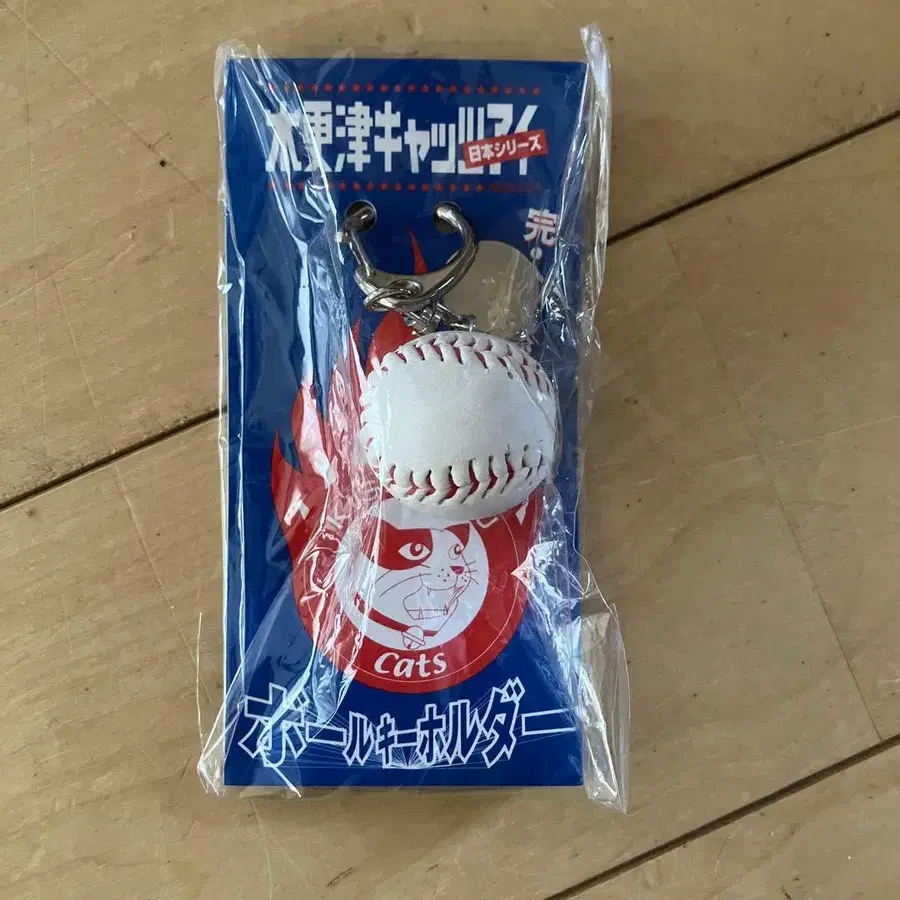 木更津キャッツアイ
日本シリーズ
完
Cats
ボールキーホルダー